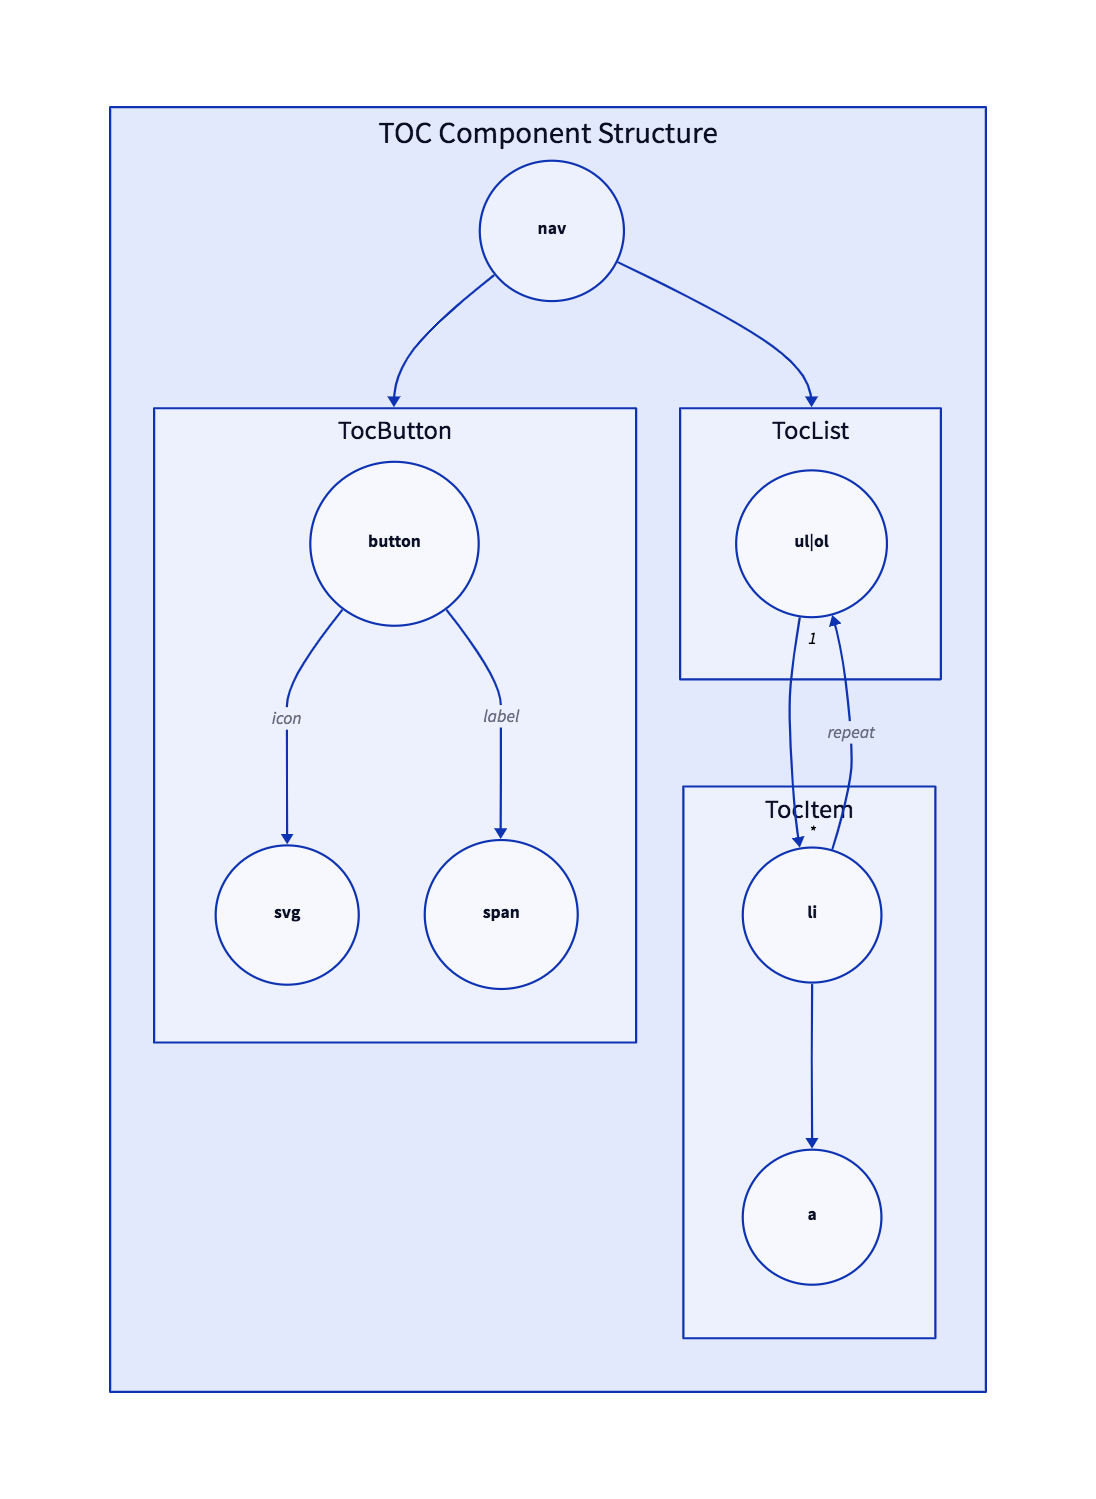 TOC Component Structure
nav
TocButton
TocList
button
ul|ol
1
icon
label
repeat
TocItem
*
svg
span
li
a